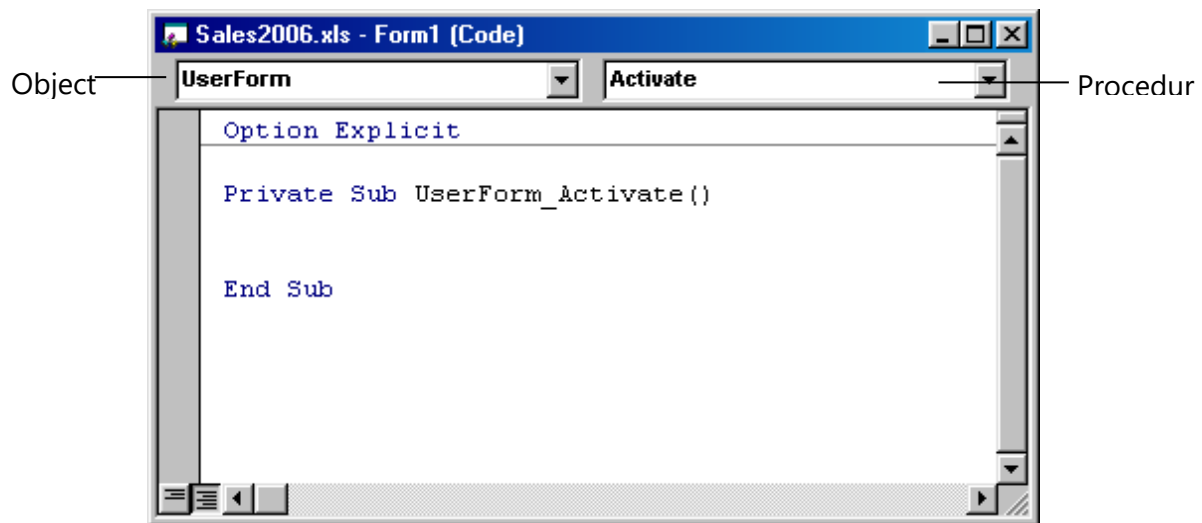 Sales2006.xls - Form1 (Code)
Object
UserForm
Activate
Procedur
Option Explicit
Private Sub UserForm_Activate()
End Sub